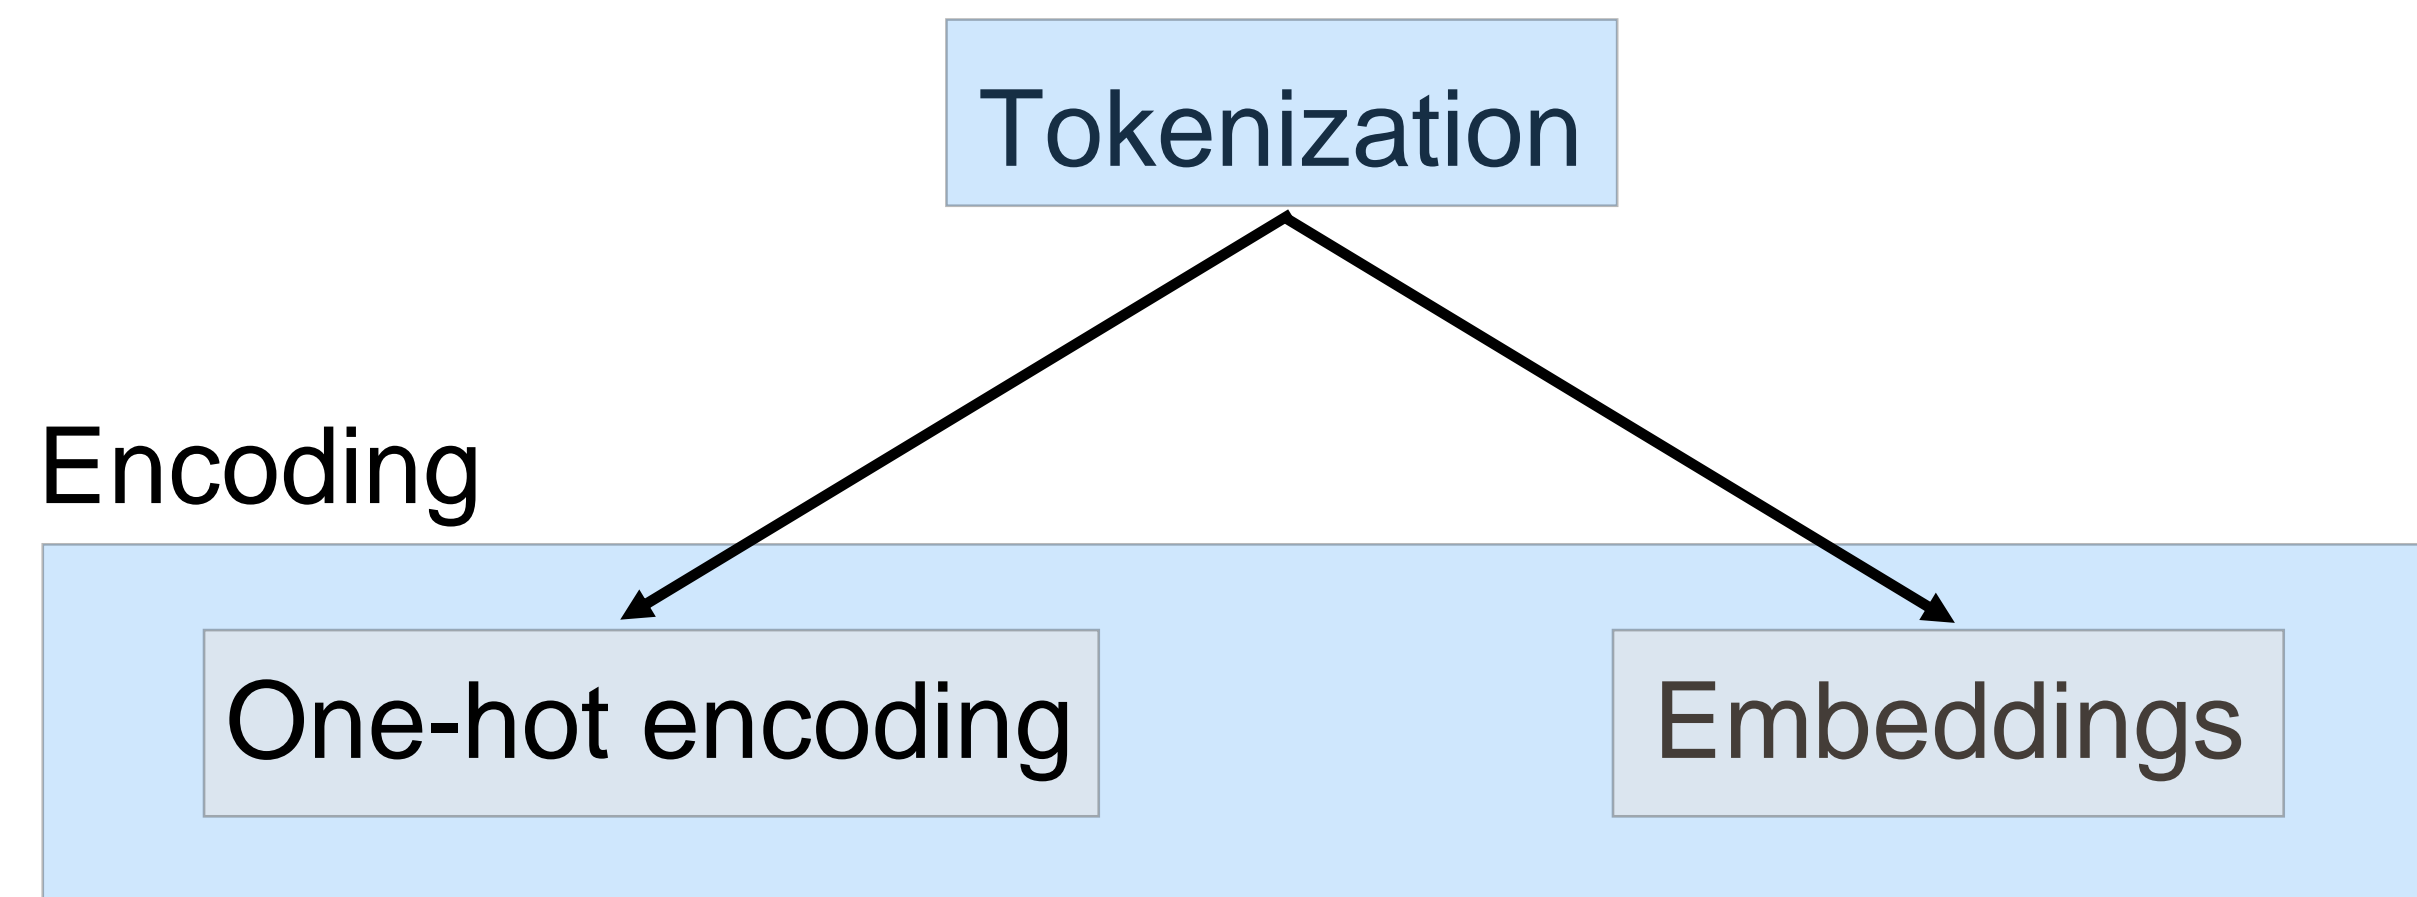 Tokenization
Encoding
One-hot encoding
Embeddings